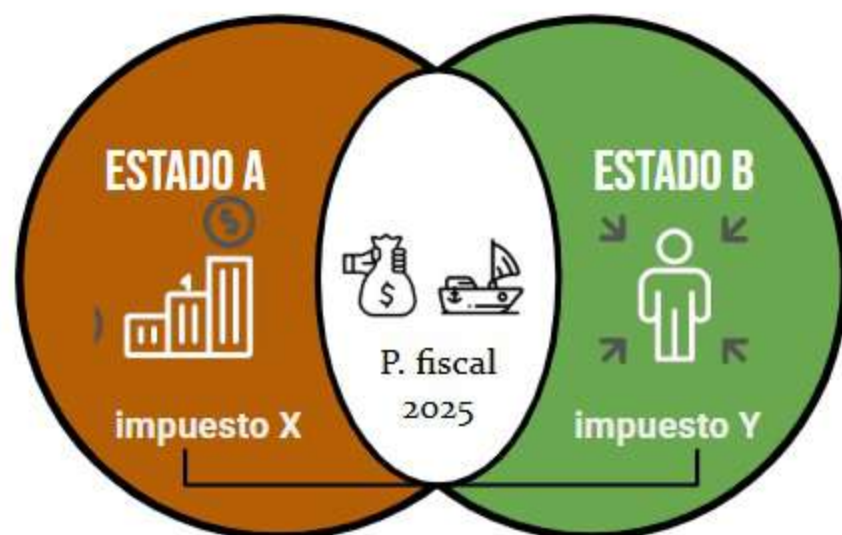 ESTADO A
ESTADO B
$
$
P. fiscal
2025
impuesto X
impuesto Y